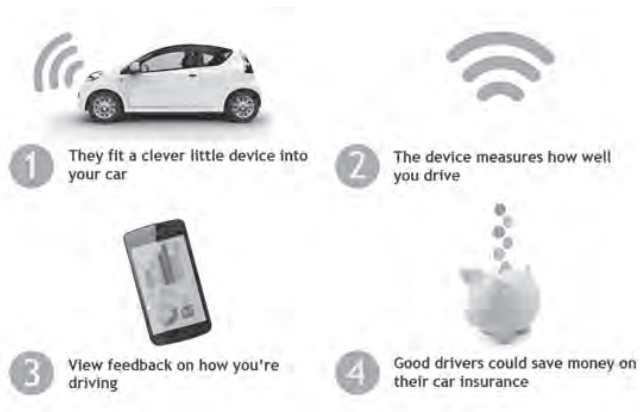 1
They fit a clever little device into
your car
2
The device measures how well
you drive
3
View feedback on how you're
driving
4
Good drivers could save money on
their car insurance